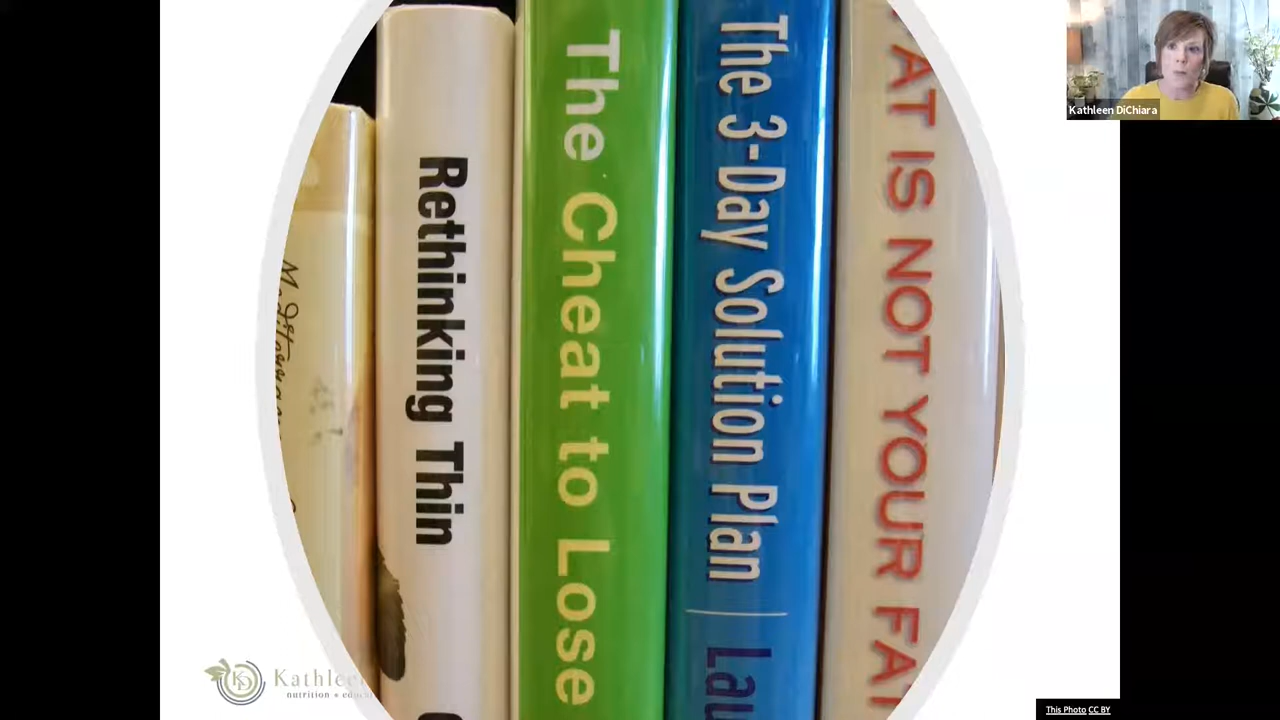 Rethinking Thin
The Cheat to Lose
The 3-Day Solution Plan
Lau
AT IS NOT YOUR FA
Kathleen DiChiara
Kathleen
nutrition • educ
This Photo CC BY